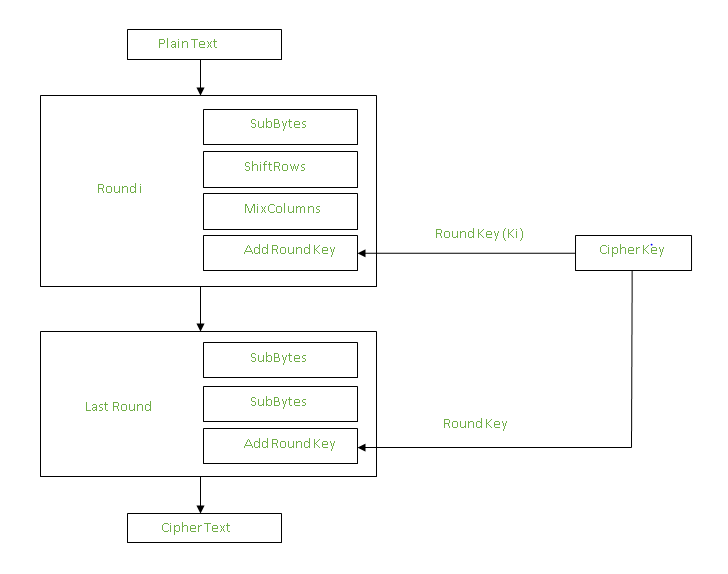 Plain Text
SubBytes
ShiftRows
Round i
MixColumns
Round Key (Ki)
Add Round Key
Cipher Key
SubBytes
Last Round
SubBytes
Round Key
Add Round Key
Cipher Text